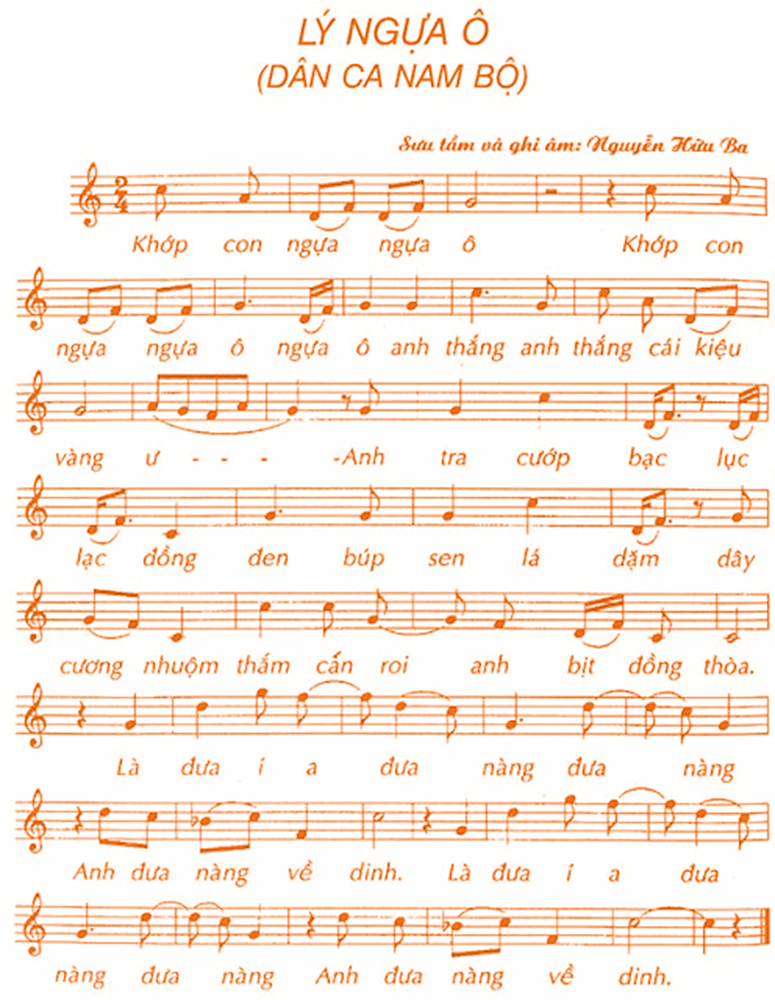 LÝ NGỰA Ô
(DÂN CA NAM BỘ)
Sưu tầm và ghi âm: Nguyễn Hữu Ba
2
4
Khớp con ngựa ngựa ô Khớp con
ngựa ngựa ô ngựa ô anh thắng anh thắng cái kiệu
vàng ư - - - -Anh tra cướp bạc lục
lạc đồng đen búp sen lá dặm dây
cương nhuộm thắm cấn roi anh bịt đồng thòa.
Là đưa í a đưa nàng đưa nàng
Anh đưa nàng về dinh. Là đưa í a đưa
nàng đưa nàng Anh đưa nàng về dinh.